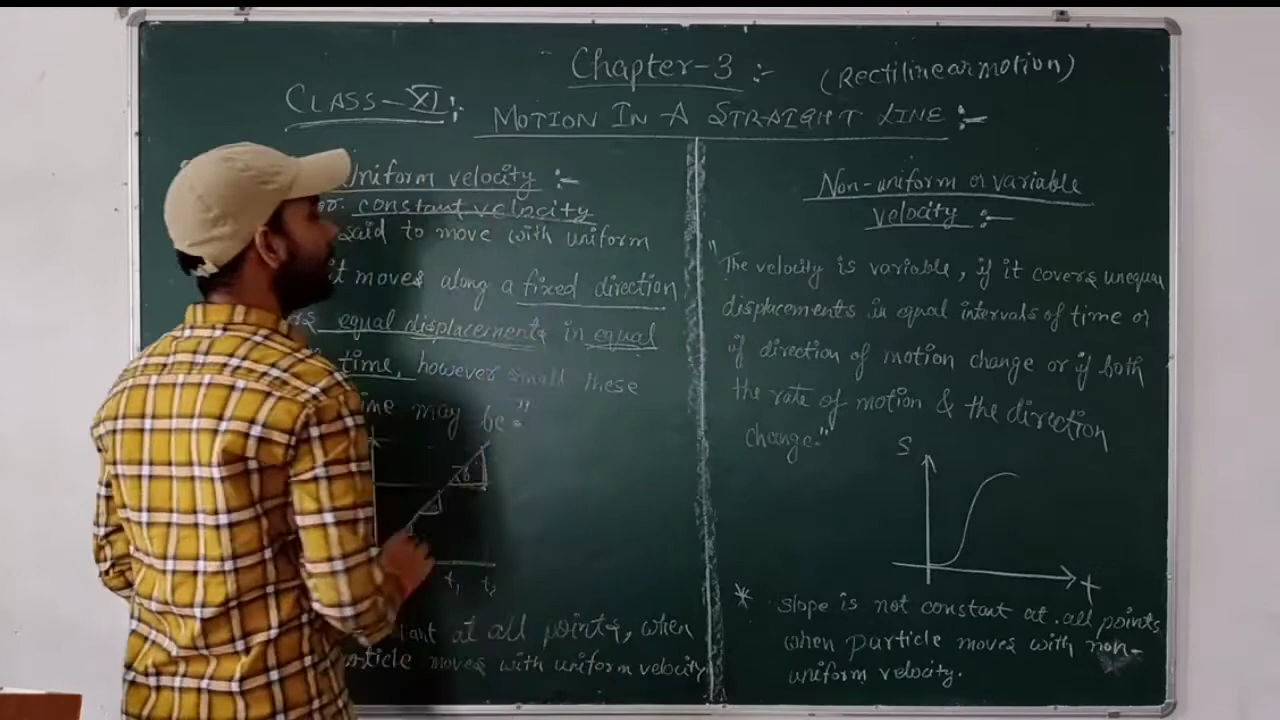 Chapter-3 :-
(Rectilinear motion)
CLASS-XI :
MOTION IN A STRAIGHT LINE :-
Uniform velocity :-
or constant velocity
said to move with uniform
it moves along a fixed direction
equal displacements in equal
time, however small these
may be"
θ
t1 t2
at all points, when
particle moves with uniform velocity
Non-uniform or variable
velocity :-
"The velocity is variable, if it covers unequal
displacements in equal intervals of time or
if direction of motion change or if both
the rate of motion & the direction
change."
S
t
* Slope is not constant at all points
when particle moves with non-
uniform velocity.